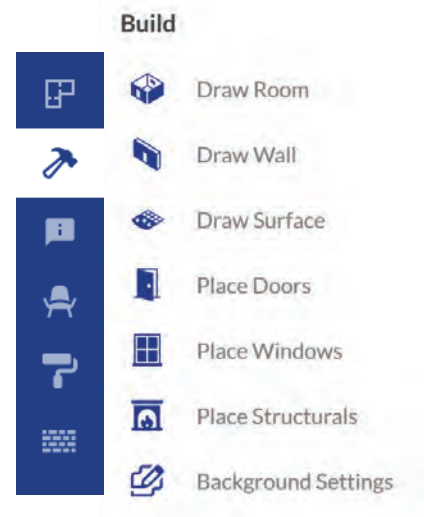 Build
Draw Room
Draw Wall
Draw Surface
Place Doors
Place Windows
Place Structurals
Background Settings